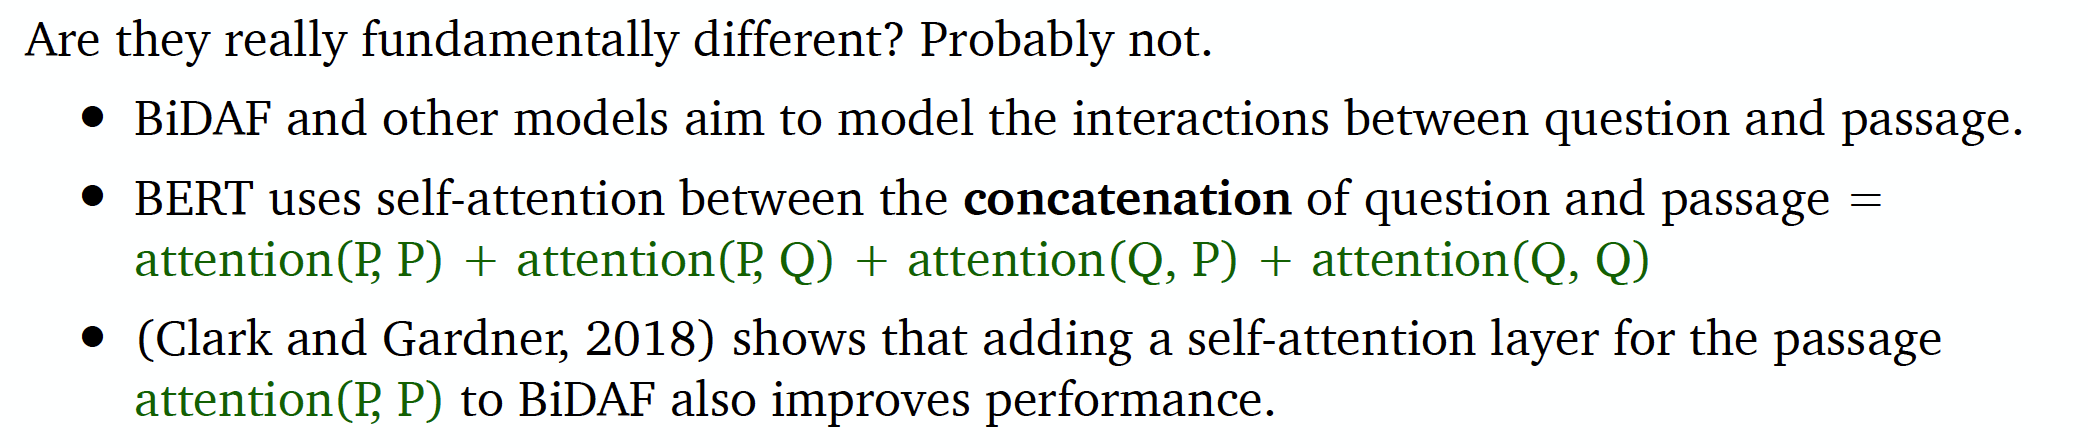 Are they really fundamentally different? Probably not.
• BiDAF and other models aim to model the interactions between question and passage.
• BERT uses self-attention between the concatenation of question and passage =
attention(P, P) + attention(P, Q) + attention(Q, P) + attention(Q, Q)
• (Clark and Gardner, 2018) shows that adding a self-attention layer for the passage
attention(P, P) to BiDAF also improves performance.